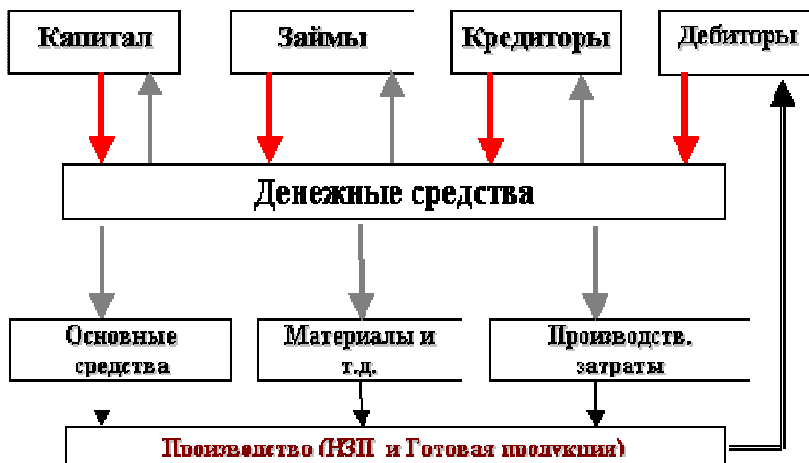 Капитал
Займы
Кредиторы
Дебиторы
Денежные средства
Основные
средства
Материалы и
т.д.
Производств.
затраты
Производство (НЗП и Готовая продукция)